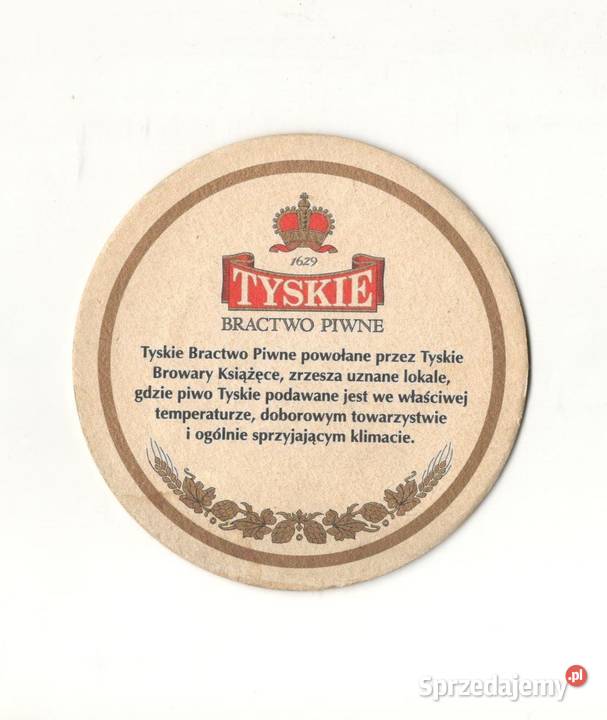 1629
TYSKIE
BRACTWO PIWNE
Tyskie Bractwo Piwne powołane przez Tyskie
Browary Książęce, zrzesza uznane lokale,
gdzie piwo Tyskie podawane jest we właściwej
temperaturze, doborowym towarzystwie
i ogólnie sprzyjającym klimacie.
Sprzedajemy.pl